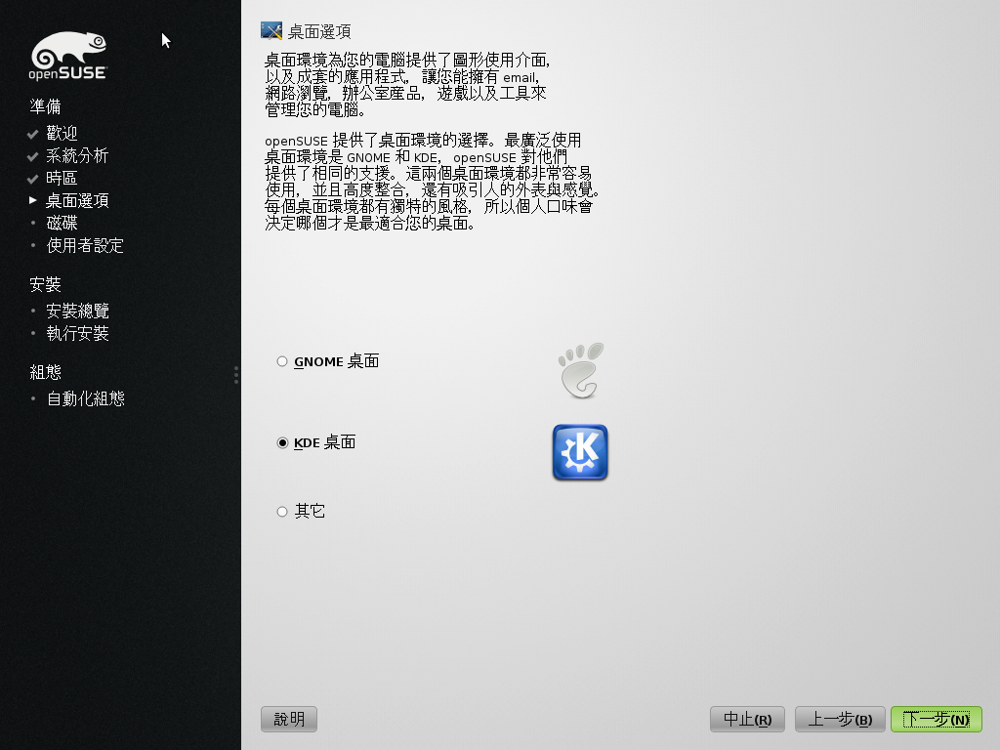 openSUSE
準備
歡迎
系統分析
時區
桌面選項
磁碟
使用者設定
安裝
安裝總覽
執行安裝
組態
自動化組態
桌面選項
桌面環境為您的電腦提供了圖形使用介面,
以及成套的應用程式, 讓您能擁有 email,
網路瀏覽, 辦公室産品, 遊戲以及工具來
管理您的電腦。
openSUSE 提供了桌面環境的選擇。最廣泛使用
桌面環境是 GNOME 和 KDE, openSUSE 對他們
提供了相同的支援。這兩個桌面環境都非常容易
使用, 並且高度整合, 還有吸引人的外表與感覺。
每個桌面環境都有獨特的風格, 所以個人口味會
決定哪個才是最適合您的桌面。
GNOME 桌面
KDE 桌面
其它
說明
中止(R)
上一步(B)
下一步(N)